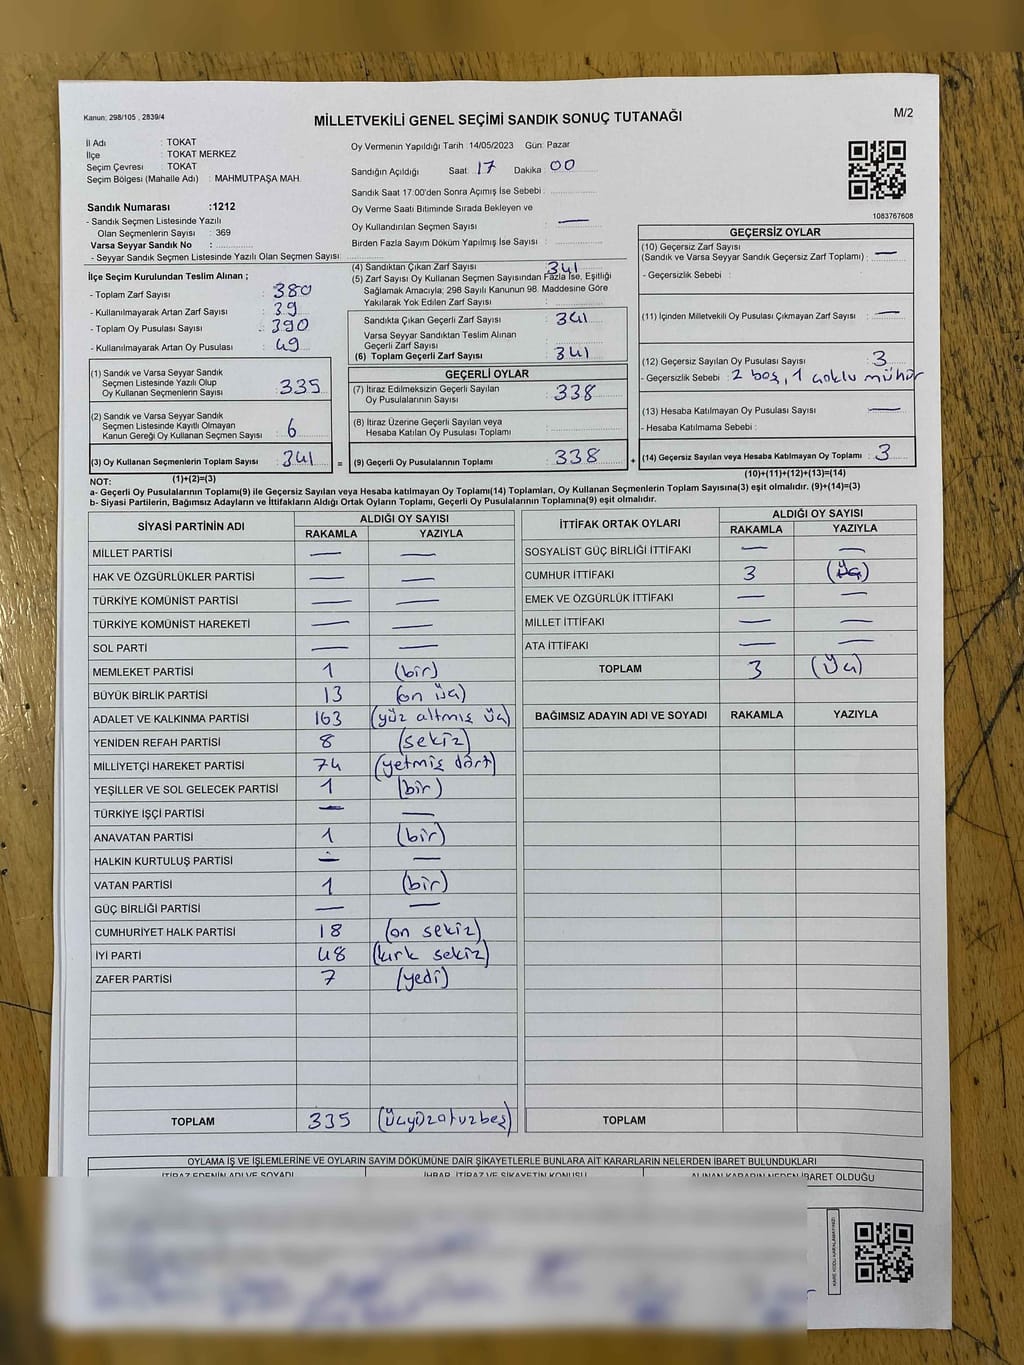 Kanun: 298/105 , 2839/4
MİLLETVEKİLİ GENEL SEÇİMİ SANDIK SONUÇ TUTANAĞI
M/2
İl Adı : TOKAT
İlçe : TOKAT MERKEZ
Seçim Çevresi : TOKAT
Seçim Bölgesi (Mahalle Adı) : MAHMUTPAŞA MAH.
Oy Vermenin Yapıldığı Tarih :14/05/2023 Gün: Pazar
Sandığın Açıldığı Saat : 17 Dakika : 00
Sandık Saat 17:00'den Sonra Açımış İse Sebebi :
Oy Verme Saati Bitiminde Sırada Bekleyen ve
Oy Kullandırılan Seçmen Sayısı : —
Birden Fazla Sayım Döküm Yapılmış İse Sayısı :
1083767608
Sandık Numarası :1212
- Sandık Seçmen Listesinde Yazılı
Olan Seçmenlerin Sayısı : 369
Varsa Seyyar Sandık No :
- Seyyar Sandık Seçmen Listesinde Yazılı Olan Seçmen Sayısı :
İlçe Seçim Kurulundan Teslim Alınan ;
- Toplam Zarf Sayısı : 380
- Kullanılmayarak Artan Zarf Sayısı : 39
- Toplam Oy Pusulası Sayısı : 390
- Kullanılmayarak Artan Oy Pusulası : 49
(1) Sandık ve Varsa Seyyar Sandık
Seçmen Listesinde Yazılı Olup
Oy Kullanan Seçmenlerin Sayısı : 335
(2) Sandık ve Varsa Seyyar Sandık
Seçmen Listesinde Kayıtlı Olmayan
Kanun Gereği Oy Kullanan Seçmen Sayısı : 6
(3) Oy Kullanan Seçmenlerin Toplam Sayısı : 341
(1)+(2)=(3)
(4) Sandıktan Çıkan Zarf Sayısı : 341
(5) Zarf Sayısı Oy Kullanan Seçmen Sayısından Fazla İse, Eşitliği
Sağlamak Amacıyla; 298 Sayılı Kanunun 98. Maddesine Göre
Yakılarak Yok Edilen Zarf Sayısı :
Sandıkta Çıkan Geçerli Zarf Sayısı : 341
Varsa Seyyar Sandıktan Teslim Alınan
Geçerli Zarf Sayısı :
(6) Toplam Geçerli Zarf Sayısı : 341
GEÇERLİ OYLAR
(7) İtiraz Edilmeksizin Geçerli Sayılan
Oy Pusulalarının Sayısı : 338
(8) İtiraz Üzerine Geçerli Sayılan veya
Hesaba Katılan Oy Pusulası Toplamı :
= (9) Geçerli Oy Pusulalarının Toplamı : 338 +
GEÇERSİZ OYLAR
(10) Geçersiz Zarf Sayısı
(Sandık ve Varsa Seyyar Sandık Geçersiz Zarf Toplamı) : —
- Geçersizlik Sebebi :
(11) İçinden Milletvekili Oy Pusulası Çıkmayan Zarf Sayısı : —
(12) Geçersiz Sayılan Oy Pusulası Sayısı : 3
- Geçersizlik Sebebi : 2 boş, 1 çoklu mühür
(13) Hesaba Katılmayan Oy Pusulası Sayısı : —
- Hesaba Katılmama Sebebi :
(14) Geçersiz Sayılan veya Hesaba Katılmayan Oy Toplamı : 3
(10)+(11)+(12)+(13)=(14)
NOT:
a- Geçerli Oy Pusulalarının Toplamı(9) ile Geçersiz Sayılan veya Hesaba katılmayan Oy Toplamı(14) Toplamları, Oy Kullanan Seçmenlerin Toplam Sayısına(3) eşit olmalıdır. (9)+(14)=(3)
b- Siyasi Partilerin, Bağımsız Adayların ve İttifakların Aldığı Ortak Oyların Toplamı, Geçerli Oy Pusulalarının Toplamına(9) eşit olmalıdır.
SİYASİ PARTİNİN ADI ALDIĞI OY SAYISI
RAKAMLA YAZIYLA
MİLLET PARTİSİ — —
HAK VE ÖZGÜRLÜKLER PARTİSİ — —
TÜRKİYE KOMÜNİST PARTİSİ — —
TÜRKİYE KOMÜNİST HAREKETİ — —
SOL PARTİ — —
MEMLEKET PARTİSİ 1 (bir)
BÜYÜK BİRLİK PARTİSİ 13 (on üç)
ADALET VE KALKINMA PARTİSİ 163 (yüz altmış üç)
YENİDEN REFAH PARTİSİ 8 (sekiz)
MİLLİYETÇİ HAREKET PARTİSİ 74 (yetmiş dört)
YEŞİLLER VE SOL GELECEK PARTİSİ 1 (bir)
TÜRKİYE İŞÇİ PARTİSİ — —
ANAVATAN PARTİSİ 1 (bir)
HALKIN KURTULUŞ PARTİSİ — —
VATAN PARTİSİ 1 (bir)
GÜÇ BİRLİĞİ PARTİSİ — —
CUMHURİYET HALK PARTİSİ 18 (on sekiz)
İYİ PARTİ 48 (kırk sekiz)
ZAFER PARTİSİ 7 (yedi)
TOPLAM 335 (üçyüzotuzbeş)
İTTİFAK ORTAK OYLARI ALDIĞI OY SAYISI
RAKAMLA YAZIYLA
SOSYALİST GÜÇ BİRLİĞİ İTTİFAKI — —
CUMHUR İTTİFAKI 3 (üç)
EMEK VE ÖZGÜRLÜK İTTİFAKI — —
MİLLET İTTİFAKI — —
ATA İTTİFAKI — —
TOPLAM 3 (üç)
BAĞIMSIZ ADAYIN ADI VE SOYADI RAKAMLA YAZIYLA
TOPLAM
OYLAMA İŞ VE İŞLEMLERİNE VE OYLARIN SAYIM DÖKÜMÜNE DAİR ŞİKAYETLERLE BUNLARA AİT KARARLARIN NELERDEN İBARET BULUNDUKLARI
İTİRAZ EDENİN ADI VE SOYADI İHBAR, İTİRAZ VE ŞİKAYETİN KONUSU ALINAN KARARIN NEDEN İBARET OLDUĞU